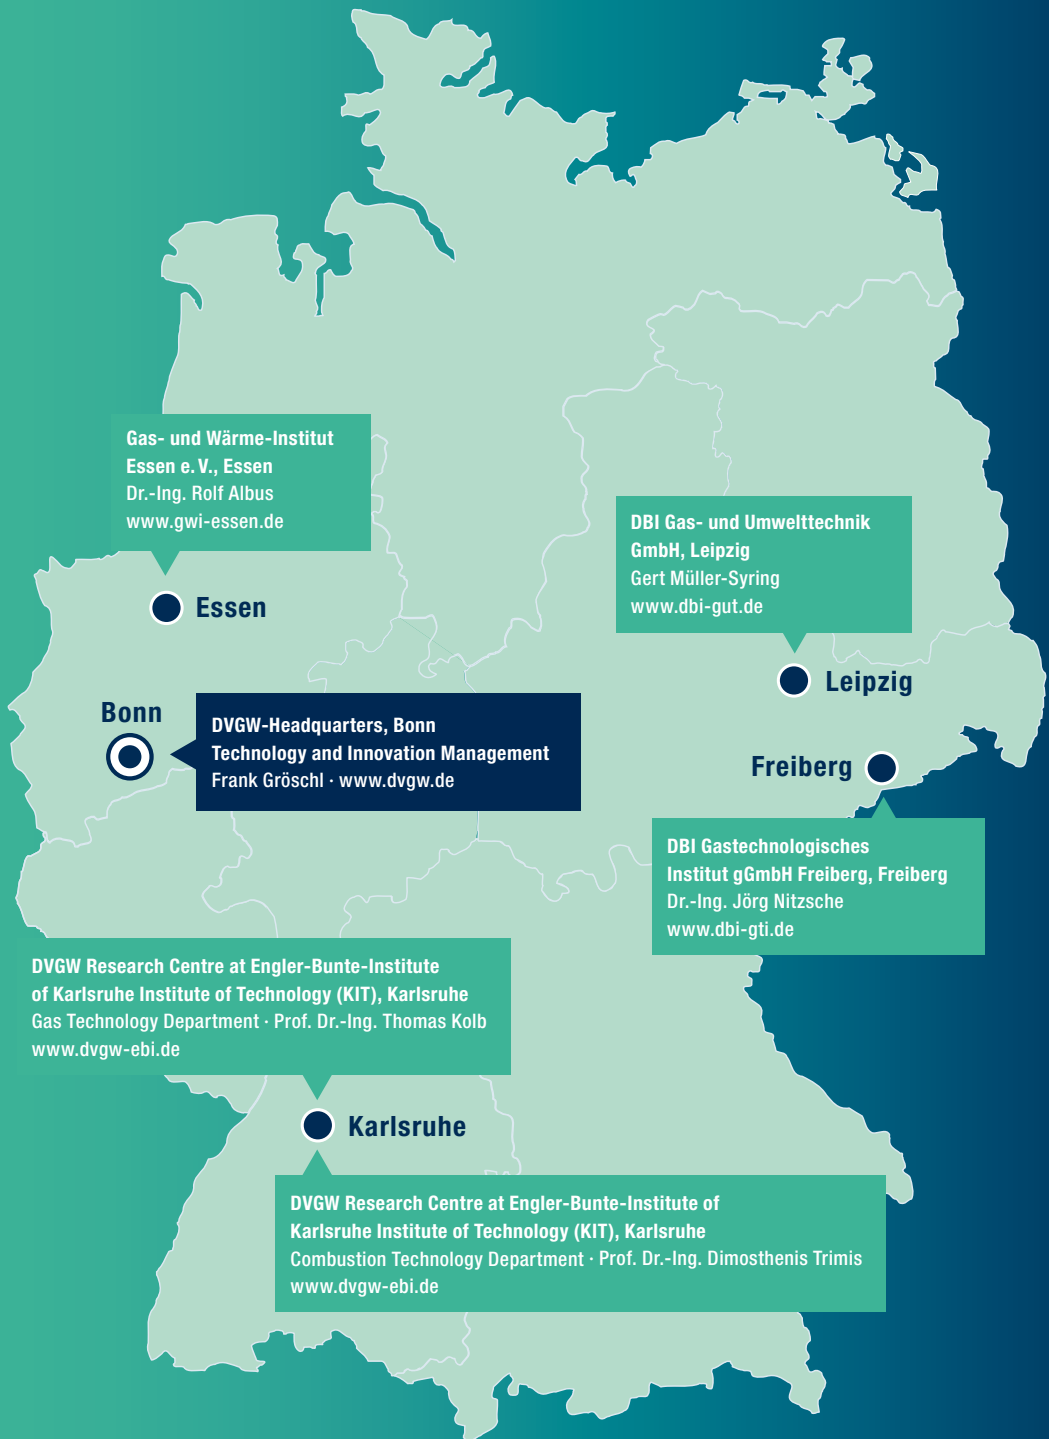 Gas- und Wärme-Institut
Essen e. V., Essen
Dr.-Ing. Rolf Albus
www.gwi-essen.de
Essen
DBI Gas- und Umwelttechnik
GmbH, Leipzig
Gert Müller-Syring
www.dbi-gut.de
Leipzig
Bonn
DVGW-Headquarters, Bonn
Technology and Innovation Management
Frank Gröschl · www.dvgw.de
Freiberg
DBI Gastechnologisches
Institut gGmbH Freiberg, Freiberg
Dr.-Ing. Jörg Nitzsche
www.dbi-gti.de
DVGW Research Centre at Engler-Bunte-Institute
of Karlsruhe Institute of Technology (KIT), Karlsruhe
Gas Technology Department · Prof. Dr.-Ing. Thomas Kolb
www.dvgw-ebi.de
Karlsruhe
DVGW Research Centre at Engler-Bunte-Institute of
Karlsruhe Institute of Technology (KIT), Karlsruhe
Combustion Technology Department · Prof. Dr.-Ing. Dimosthenis Trimis
www.dvgw-ebi.de